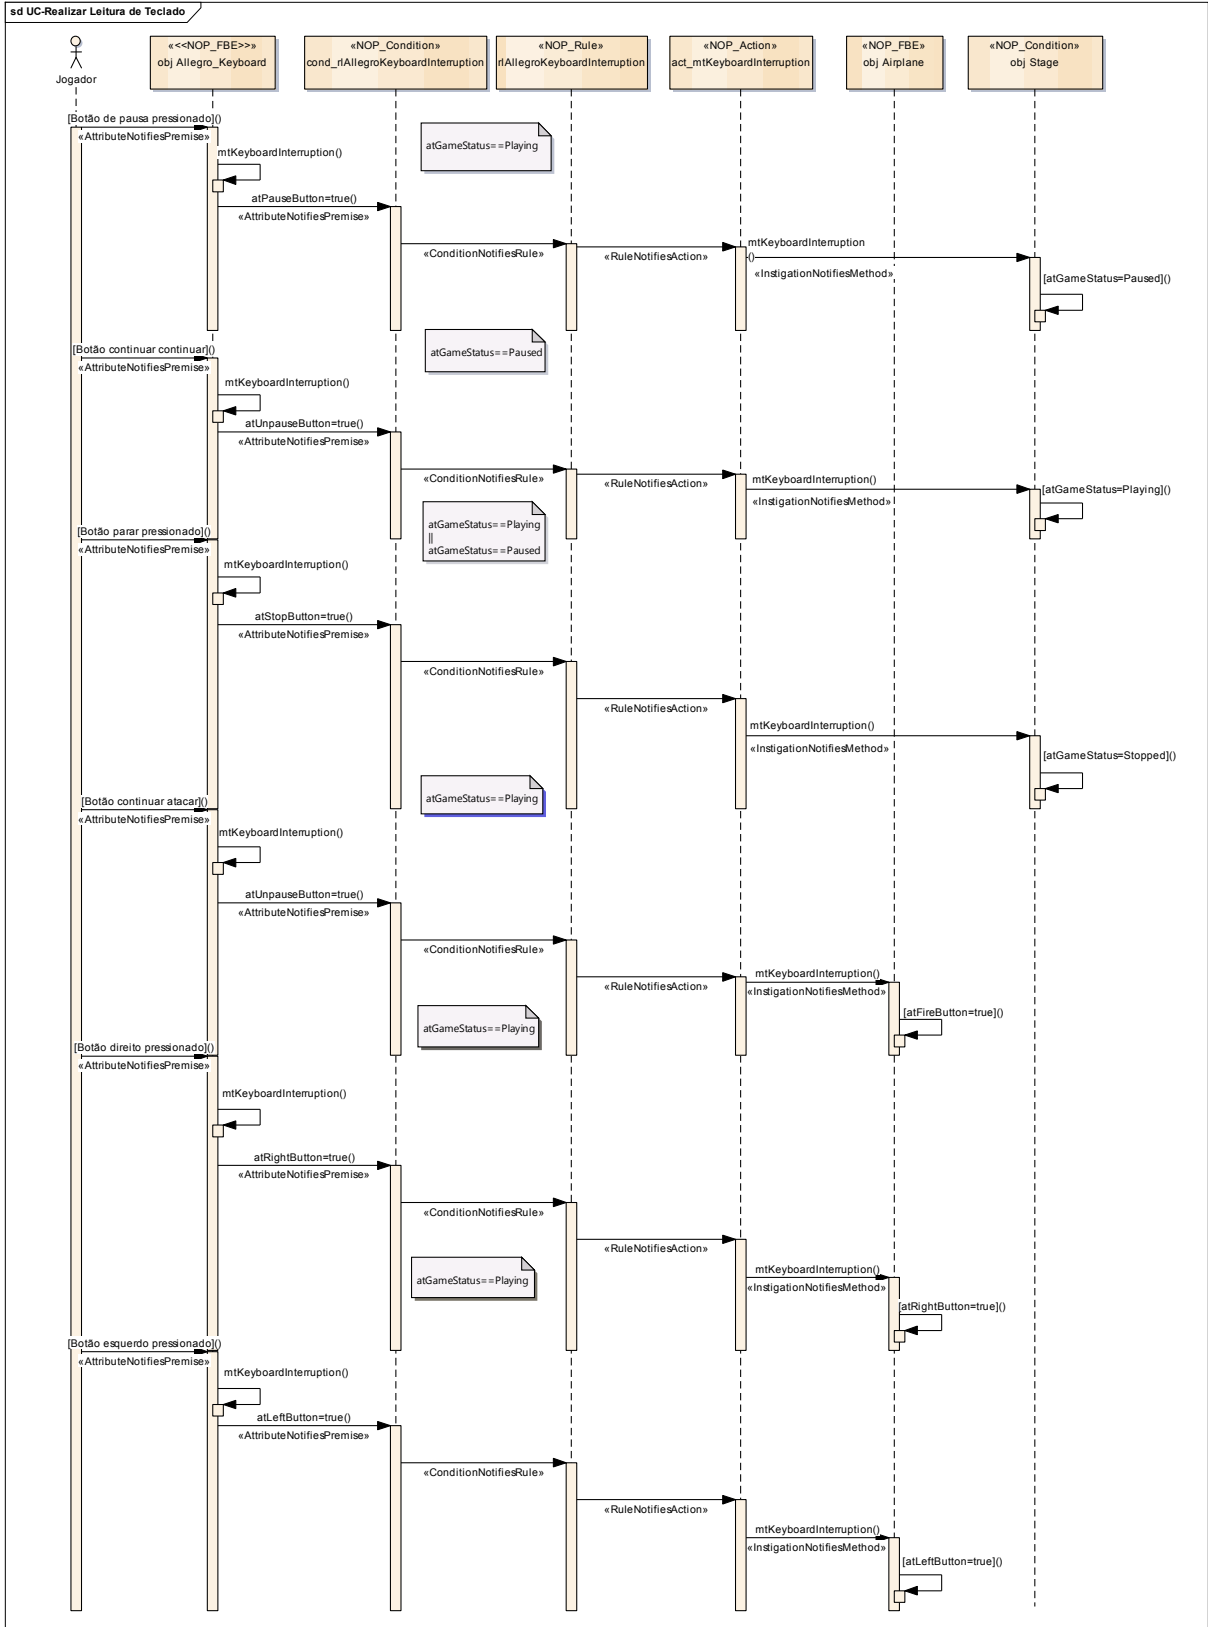 sd UC-Realizar Leitura de Teclado
Jogador
«<<NOP_FBE>>»
obj Allegro_Keyboard
«NOP_Condition»
cond_rlAllegroKeyboardInterruption
«NOP_Rule»
rlAllegroKeyboardInterruption
«NOP_Action»
act_mtKeyboardInterruption
«NOP_FBE»
obj Airplane
«NOP_Condition»
obj Stage
[Botão de pausa pressionado]()
«AttributeNotifiesPremise»
atGameStatus==Playing
mtKeyboardInterruption()
atPauseButton=true()
«AttributeNotifiesPremise»
«ConditionNotifiesRule»
«RuleNotifiesAction»
mtKeyboardInterruption
()
«InstigationNotifiesMethod»
[atGameStatus=Paused]()
atGameStatus==Paused
[Botão continuar continuar]()
«AttributeNotifiesPremise»
mtKeyboardInterruption()
atUnpauseButton=true()
«AttributeNotifiesPremise»
«ConditionNotifiesRule»
«RuleNotifiesAction»
mtKeyboardInterruption()
«InstigationNotifiesMethod»
[atGameStatus=Playing]()
atGameStatus==Playing
||
atGameStatus==Paused
[Botão parar pressionado]()
«AttributeNotifiesPremise»
mtKeyboardInterruption()
atStopButton=true()
«AttributeNotifiesPremise»
«ConditionNotifiesRule»
«RuleNotifiesAction»
mtKeyboardInterruption()
«InstigationNotifiesMethod»
[atGameStatus=Stopped]()
atGameStatus==Playing
[Botão continuar atacar]()
«AttributeNotifiesPremise»
mtKeyboardInterruption()
atUnpauseButton=true()
«AttributeNotifiesPremise»
«ConditionNotifiesRule»
«RuleNotifiesAction»
mtKeyboardInterruption()
«InstigationNotifiesMethod»
[atFireButton=true]()
atGameStatus==Playing
[Botão direito pressionado]()
«AttributeNotifiesPremise»
mtKeyboardInterruption()
atRightButton=true()
«AttributeNotifiesPremise»
«ConditionNotifiesRule»
«RuleNotifiesAction»
mtKeyboardInterruption()
«InstigationNotifiesMethod»
[atRightButton=true]()
atGameStatus==Playing
[Botão esquerdo pressionado]()
«AttributeNotifiesPremise»
mtKeyboardInterruption()
atLeftButton=true()
«AttributeNotifiesPremise»
«ConditionNotifiesRule»
«RuleNotifiesAction»
mtKeyboardInterruption()
«InstigationNotifiesMethod»
[atLeftButton=true]()